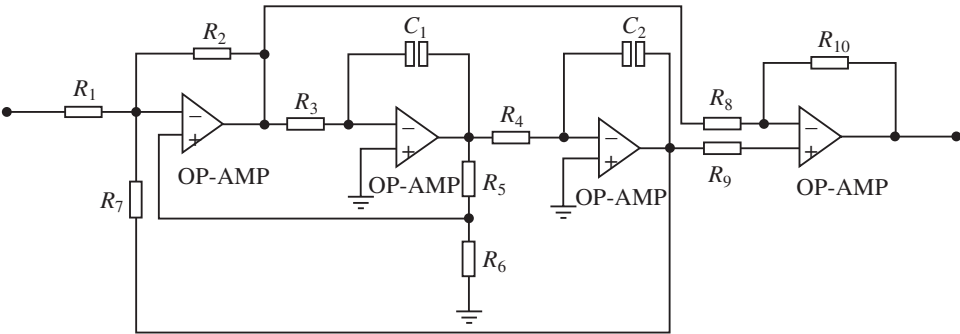 R1
R2
R3
C1
R4
C2
R8
R10
R9
R7
R5
R6
−
+
OP-AMP
−
+
OP-AMP
−
+
OP-AMP
−
+
OP-AMP